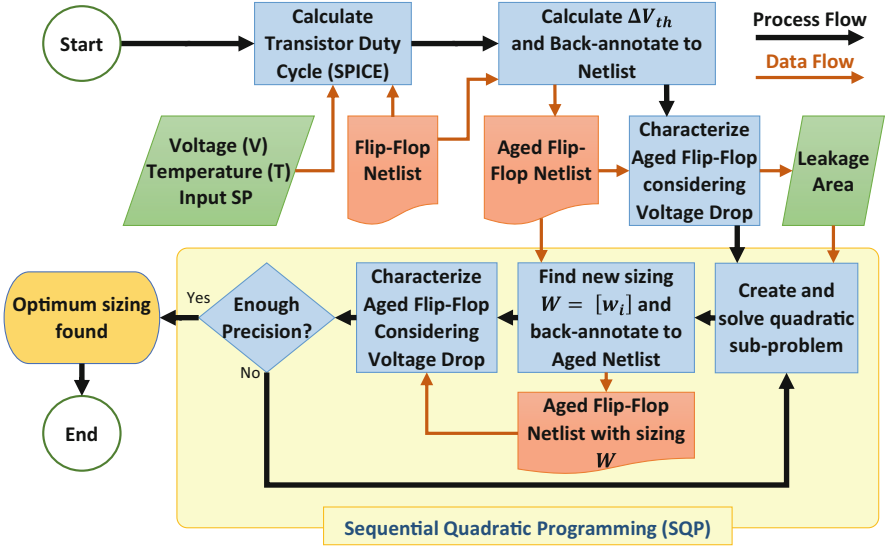 Start
Calculate
Transistor Duty
Cycle (SPICE)
Calculate ΔVth
and Back-annotate to
Netlist
Process Flow
Data Flow
Voltage (V)
Temperature (T)
Input SP
Flip-Flop
Netlist
Aged Flip-
Flop Netlist
Characterize
Aged Flip-Flop
considering
Voltage Drop
Leakage
Area
Optimum sizing
found
Yes
Enough
Precision?
No
Characterize
Aged Flip-Flop
Considering
Voltage Drop
Find new sizing
W = [wi] and
back-annotate to
Aged Netlist
Create and
solve quadratic
sub-problem
End
Aged Flip-Flop
Netlist with sizing
W
Sequential Quadratic Programming (SQP)